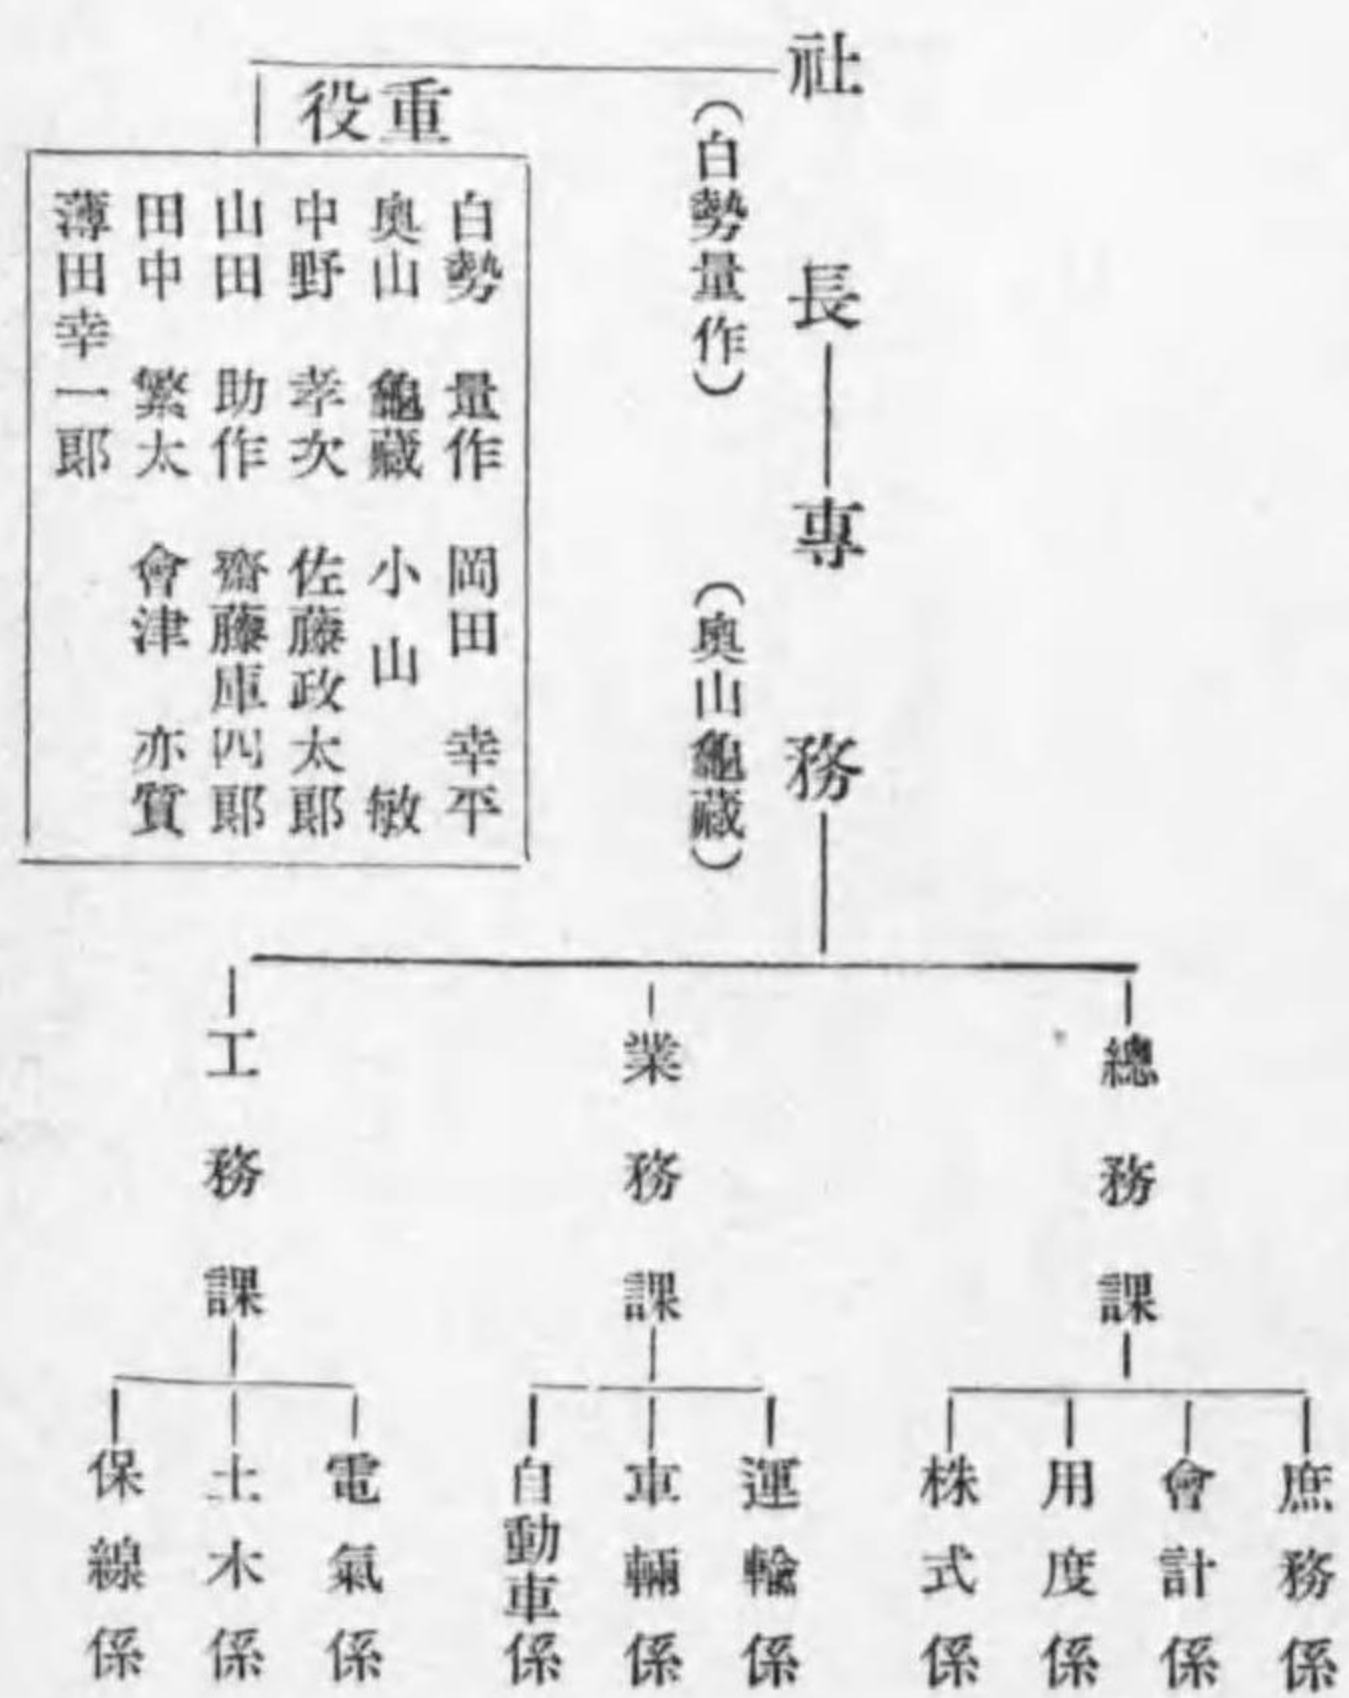 社長
(白勢量作)
專務
(奧山龜藏)
重役
白勢 量作 岡田 幸平
奧山 龜藏 小山 敏
中野 孝次 佐藤政太郎
山田 助作 齋藤庫四郎
田中 繁太 會津 亦質
薄田幸一郎
總務課
庶務係
會計係
用度係
株式係
業務課
運輸係
車輛係
自動車係
工務課
電氣係
土木係
保線係